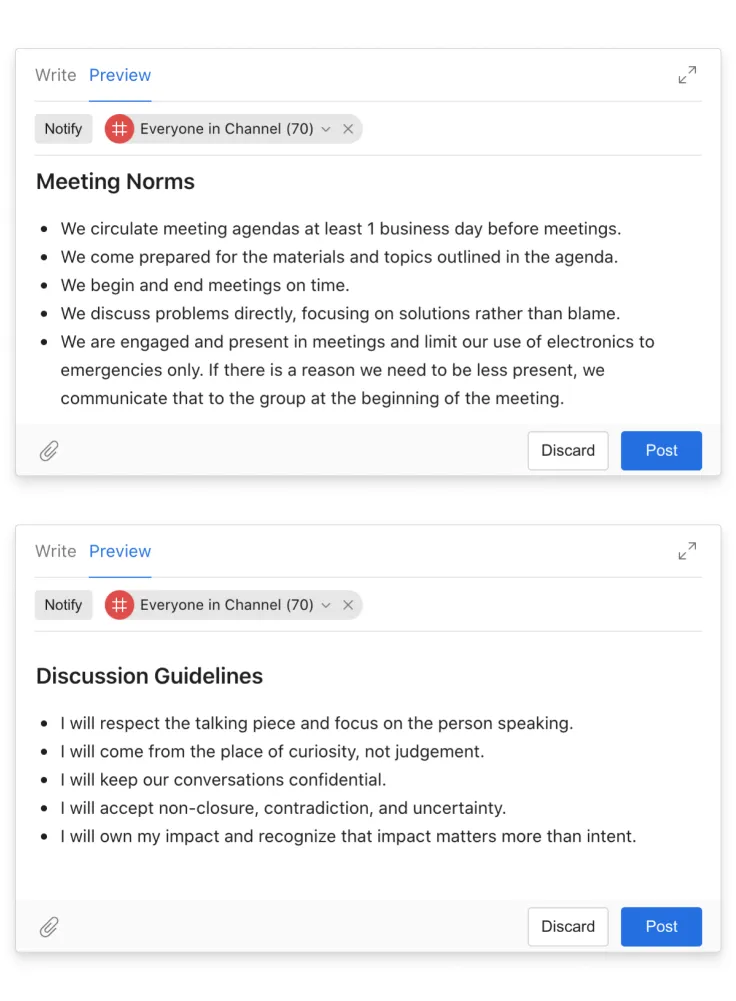 Write Preview
Notify Everyone in Channel (70)
Meeting Norms
• We circulate meeting agendas at least 1 business day before meetings.
• We come prepared for the materials and topics outlined in the agenda.
• We begin and end meetings on time.
• We discuss problems directly, focusing on solutions rather than blame.
• We are engaged and present in meetings and limit our use of electronics to
emergencies only. If there is a reason we need to be less present, we
communicate that to the group at the beginning of the meeting.
Discard Post
Write Preview
Notify Everyone in Channel (70)
Discussion Guidelines
• I will respect the talking piece and focus on the person speaking.
• I will come from the place of curiosity, not judgement.
• I will keep our conversations confidential.
• I will accept non-closure, contradiction, and uncertainty.
• I will own my impact and recognize that impact matters more than intent.
Discard Post